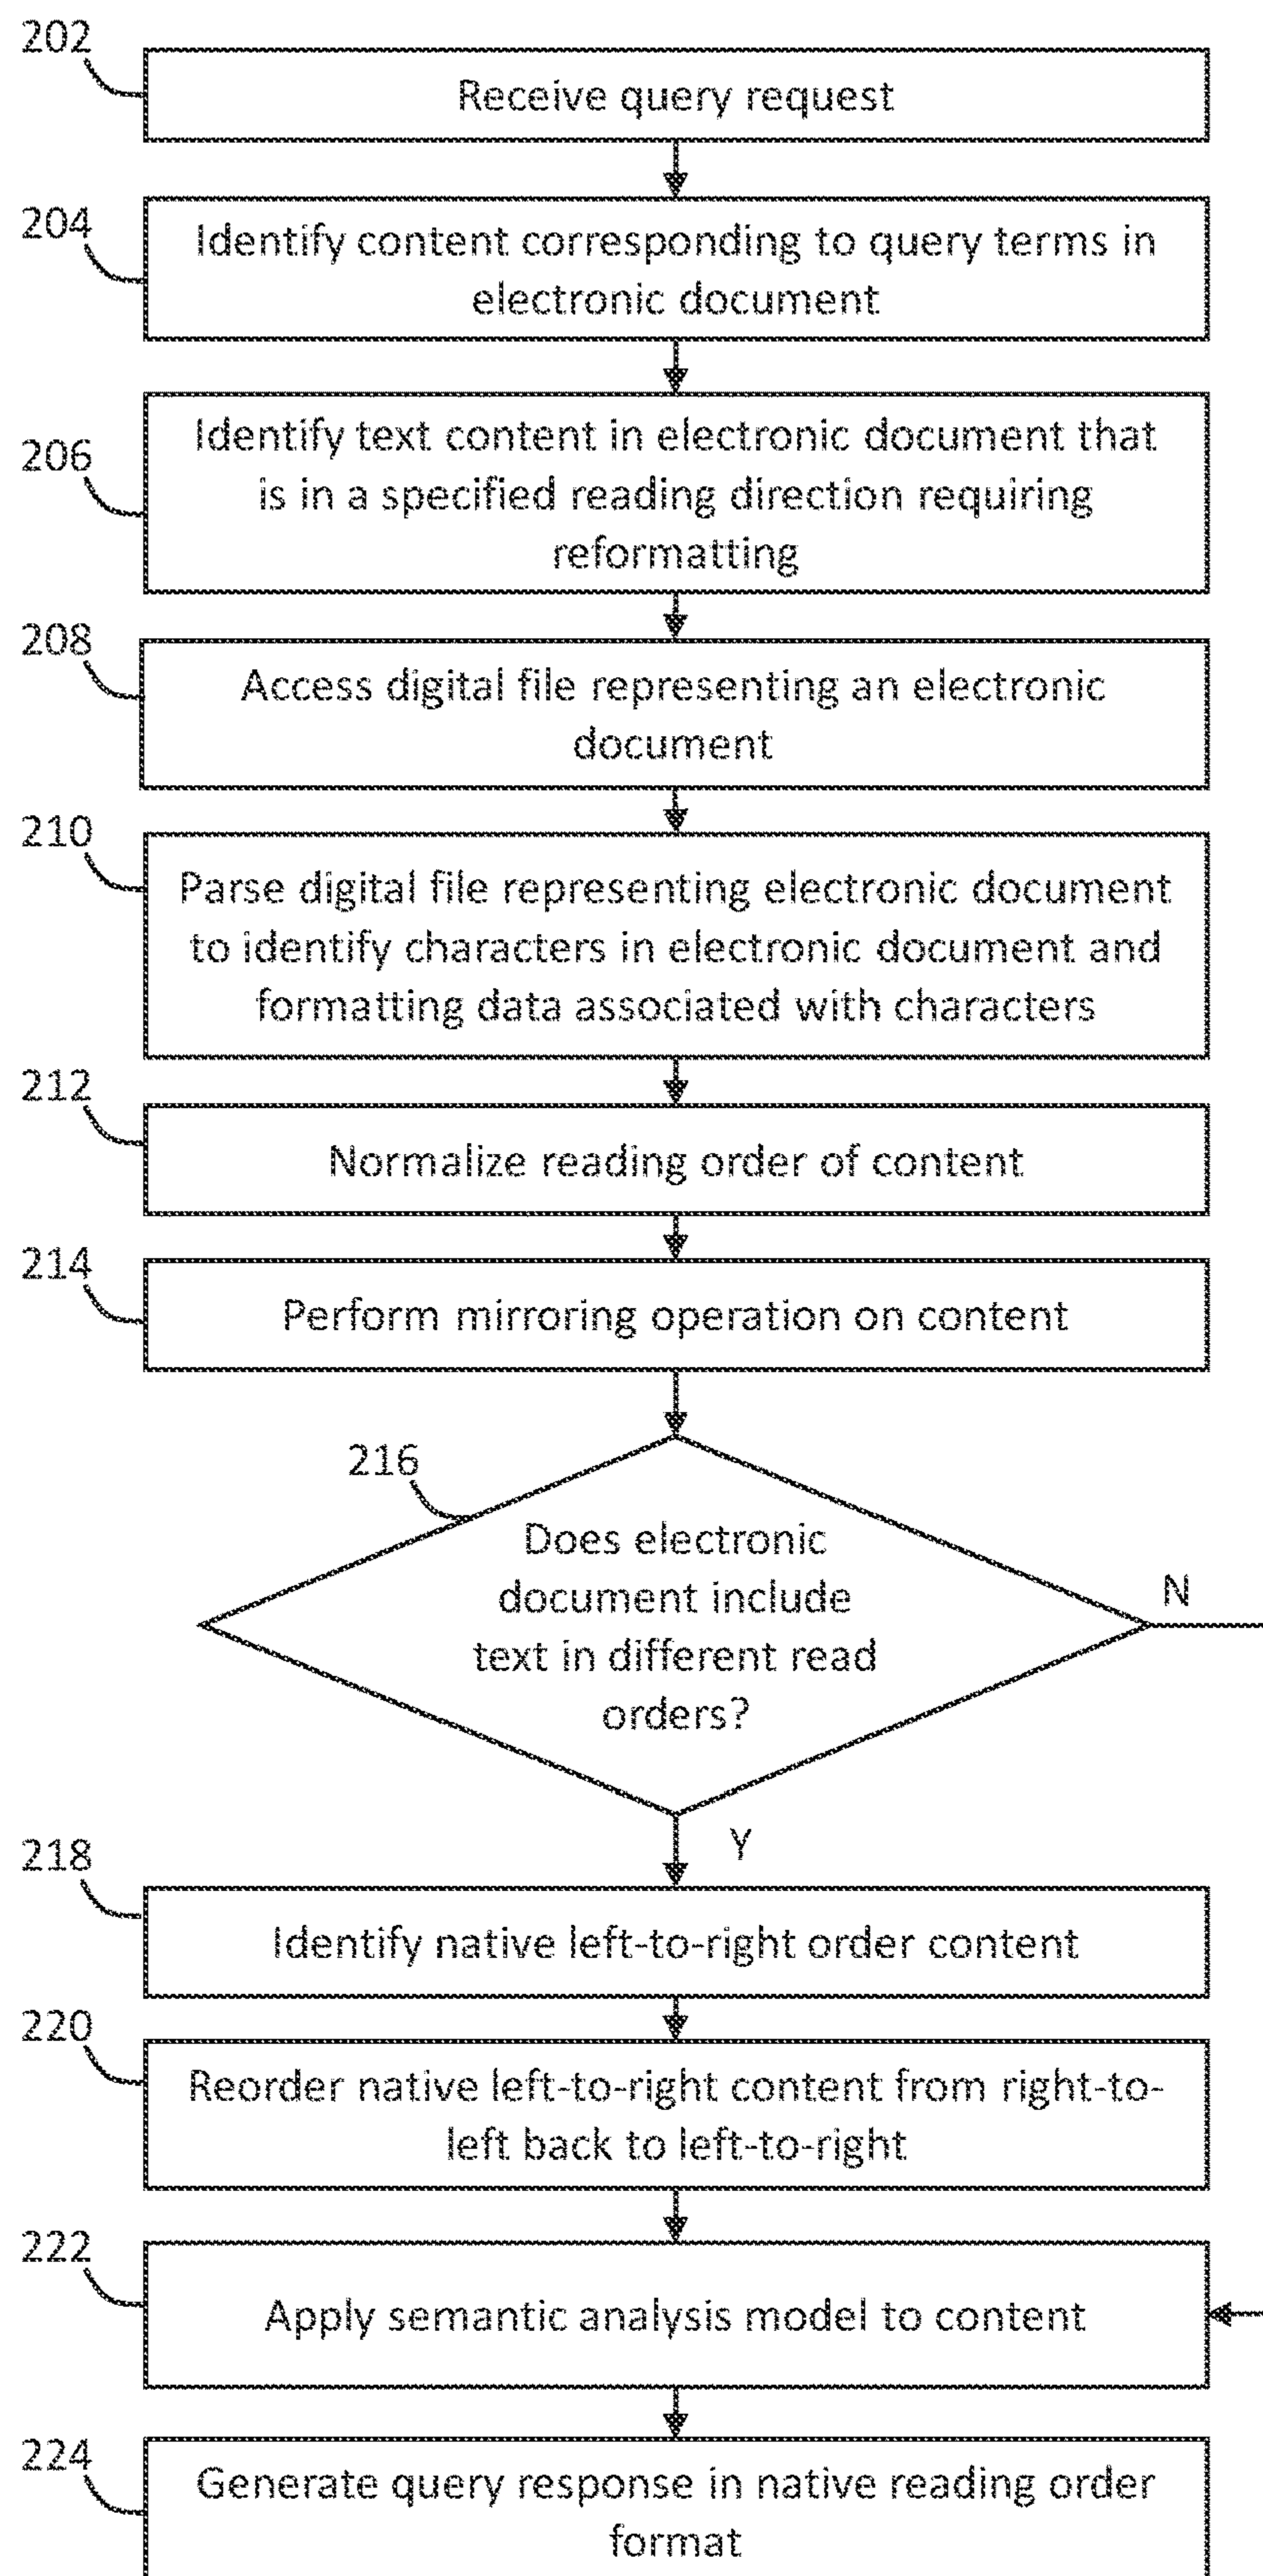 202
Receive query request
204
Identify content corresponding to query terms in
electronic document
206
Identify text content in electronic document that
is in a specified reading direction requiring
reformatting
208
Access digital file representing an electronic
document
210
Parse digital file representing electronic document
to identify characters in electronic document and
formatting data associated with characters
212
Normalize reading order of content
214
Perform mirroring operation on content
216
Does electronic
document include
text in different read
orders?
N
Y
218
Identify native left-to-right order content
220
Reorder native left-to-right content from right-to-
left back to left-to-right
222
Apply semantic analysis model to content
224
Generate query response in native reading order
format